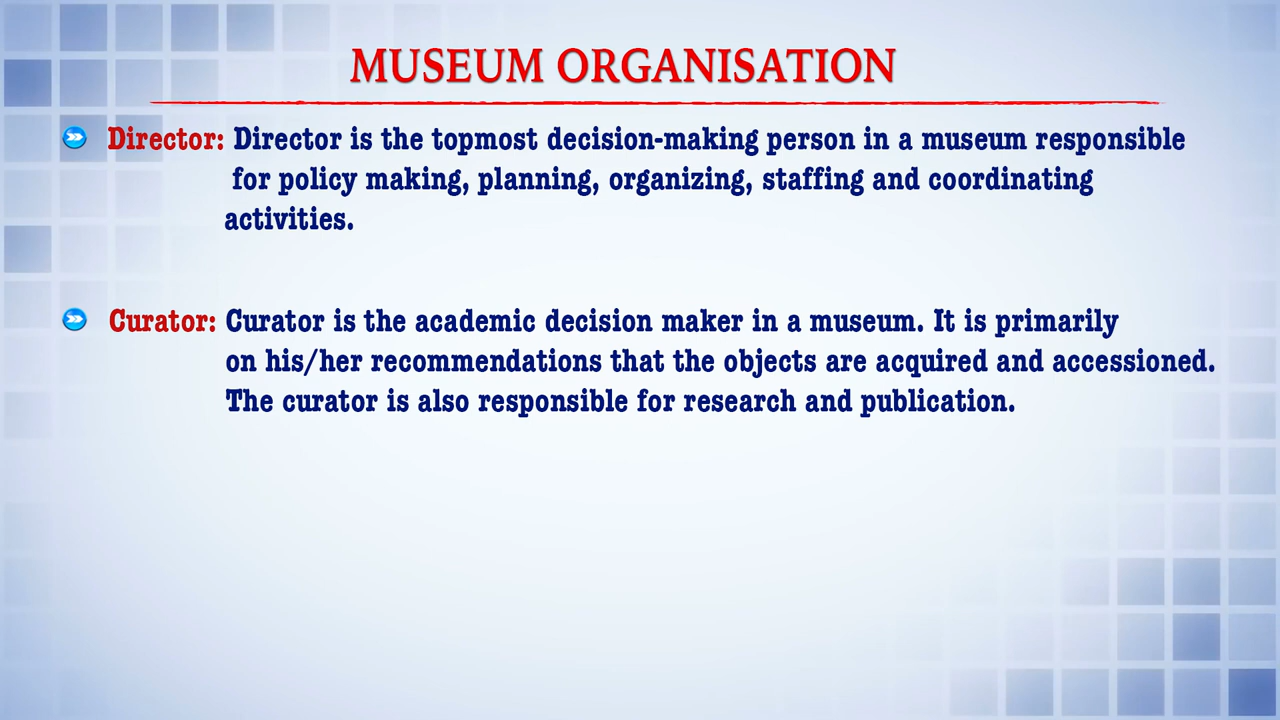 MUSEUM ORGANISATION
Director: Director is the topmost decision-making person in a museum responsible
for policy making, planning, organizing, staffing and coordinating
activities.
Curator: Curator is the academic decision maker in a museum. It is primarily
on his/her recommendations that the objects are acquired and accessioned.
The curator is also responsible for research and publication.